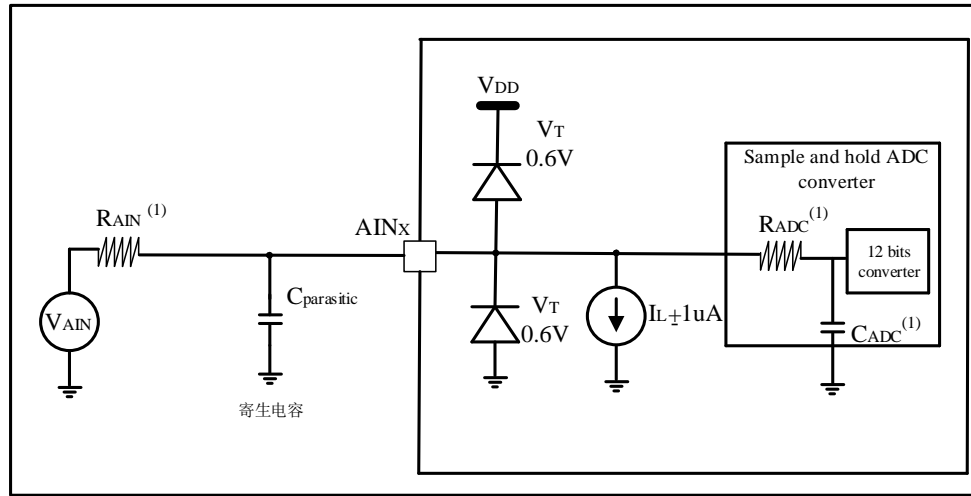 VDD
VT
0.6V
Sample and hold ADC
converter
RAIN (1)
AINX
RADC(1)
12 bits
converter
VAIN
Cparasitic
VT
0.6V
IL±1uA
CADC(1)
寄生电容